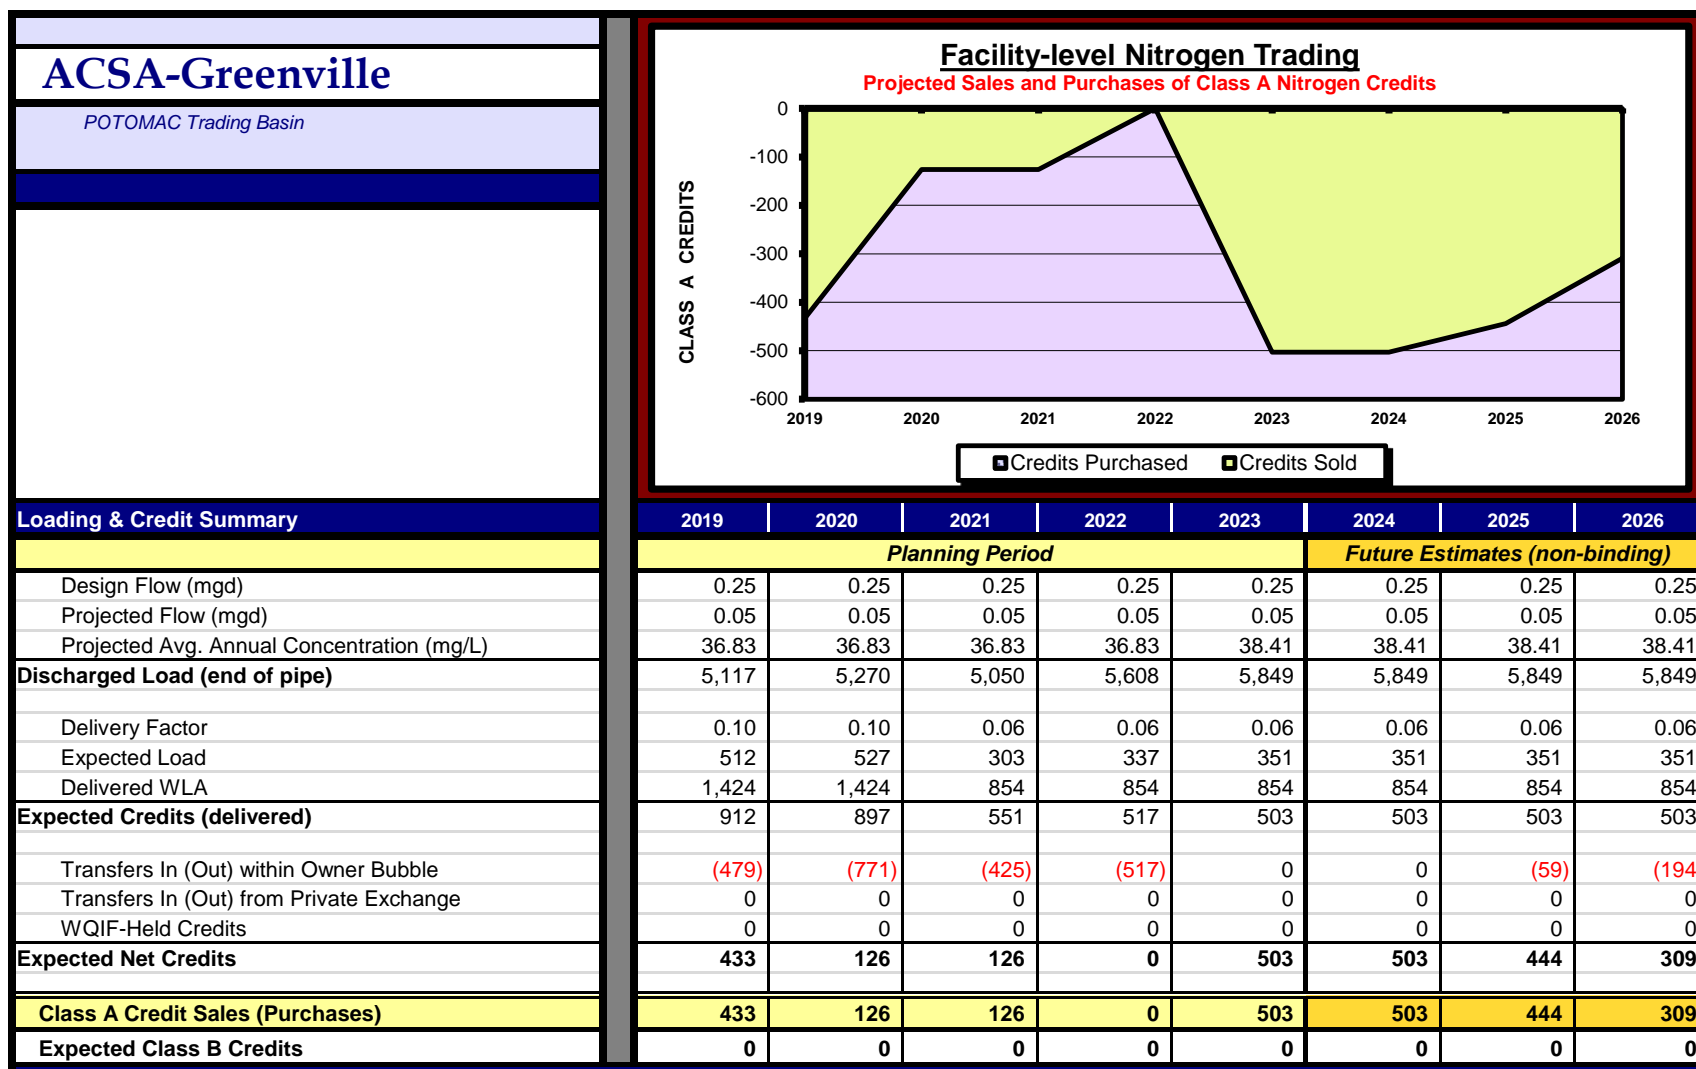 ACSA-Greenville
POTOMAC Trading Basin
Facility-level Nitrogen Trading
Projected Sales and Purchases of Class A Nitrogen Credits
CLASS A CREDITS
0
-100
-200
-300
-400
-500
-600
2019 2020 2021 2022 2023 2024 2025 2026
Credits Purchased Credits Sold
Loading & Credit Summary 2019 2020 2021 2022 2023 2024 2025 2026
Planning Period Future Estimates (non-binding)
Design Flow (mgd) 0.25 0.25 0.25 0.25 0.25 0.25 0.25 0.25
Projected Flow (mgd) 0.05 0.05 0.05 0.05 0.05 0.05 0.05 0.05
Projected Avg. Annual Concentration (mg/L) 36.83 36.83 36.83 36.83 38.41 38.41 38.41 38.41
Discharged Load (end of pipe) 5,117 5,270 5,050 5,608 5,849 5,849 5,849 5,849
Delivery Factor 0.10 0.10 0.06 0.06 0.06 0.06 0.06 0.06
Expected Load 512 527 303 337 351 351 351 351
Delivered WLA 1,424 1,424 854 854 854 854 854 854
Expected Credits (delivered) 912 897 551 517 503 503 503 503
Transfers In (Out) within Owner Bubble (479) (771) (425) (517) 0 0 (59) (194
Transfers In (Out) from Private Exchange 0 0 0 0 0 0 0 0
WQIF-Held Credits 0 0 0 0 0 0 0 0
Expected Net Credits 433 126 126 0 503 503 444 309
Class A Credit Sales (Purchases) 433 126 126 0 503 503 444 309
Expected Class B Credits 0 0 0 0 0 0 0 0